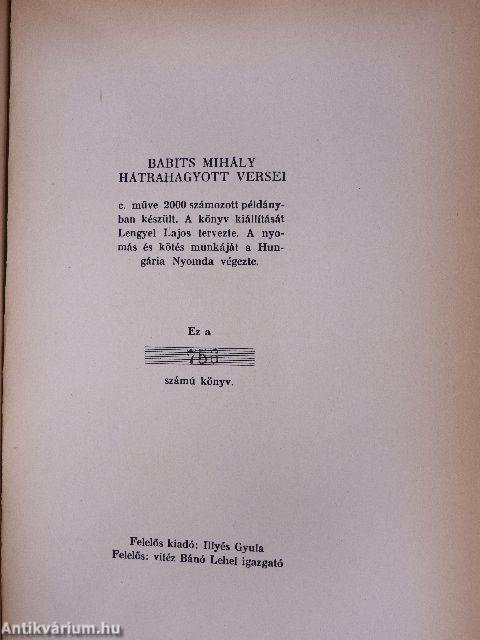 BABITS MIHÁLY
HÁTRAHAGYOTT VERSEI
c. műve 2000 számozott példány-
ban készült. A könyv kiállítását
Lengyel Lajos tervezte. A nyo-
más és kötés munkáját a Hun-
gária Nyomda végezte.
Ez a
számú könyv.
Felelős kiadó: Illyés Gyula
Felelős: vitéz Bánó Lehel igazgató
Antikvárium.hu